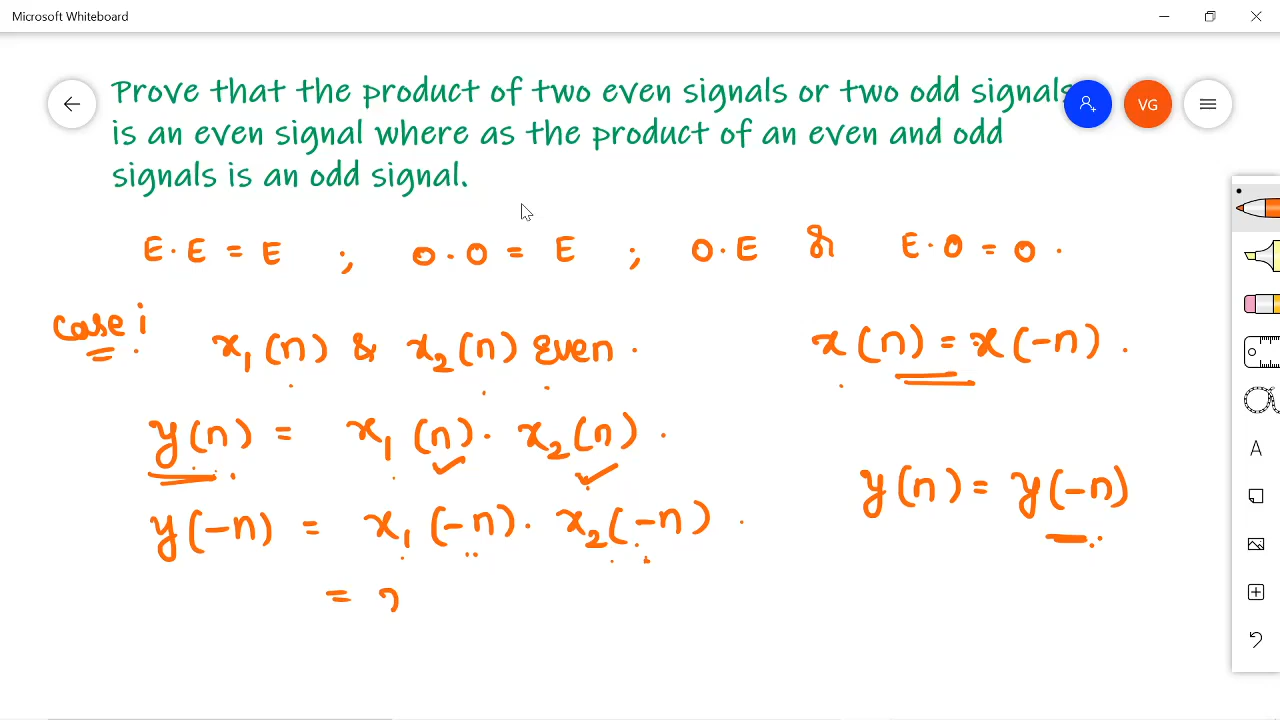 Microsoft Whiteboard
Prove that the product of two even signals or two odd signals
is an even signal where as the product of an even and odd
signals is an odd signal.
VG
E · E = E ; O · O = E ; O · E & E · O = O .
Case i
x₁(n) & x₂(n) Even . x(n) = x(-n) .
y(n) = x₁(n) · x₂(n) .
y(n) = y(-n)
y(-n) = x₁(-n) · x₂(-n) .
=
A